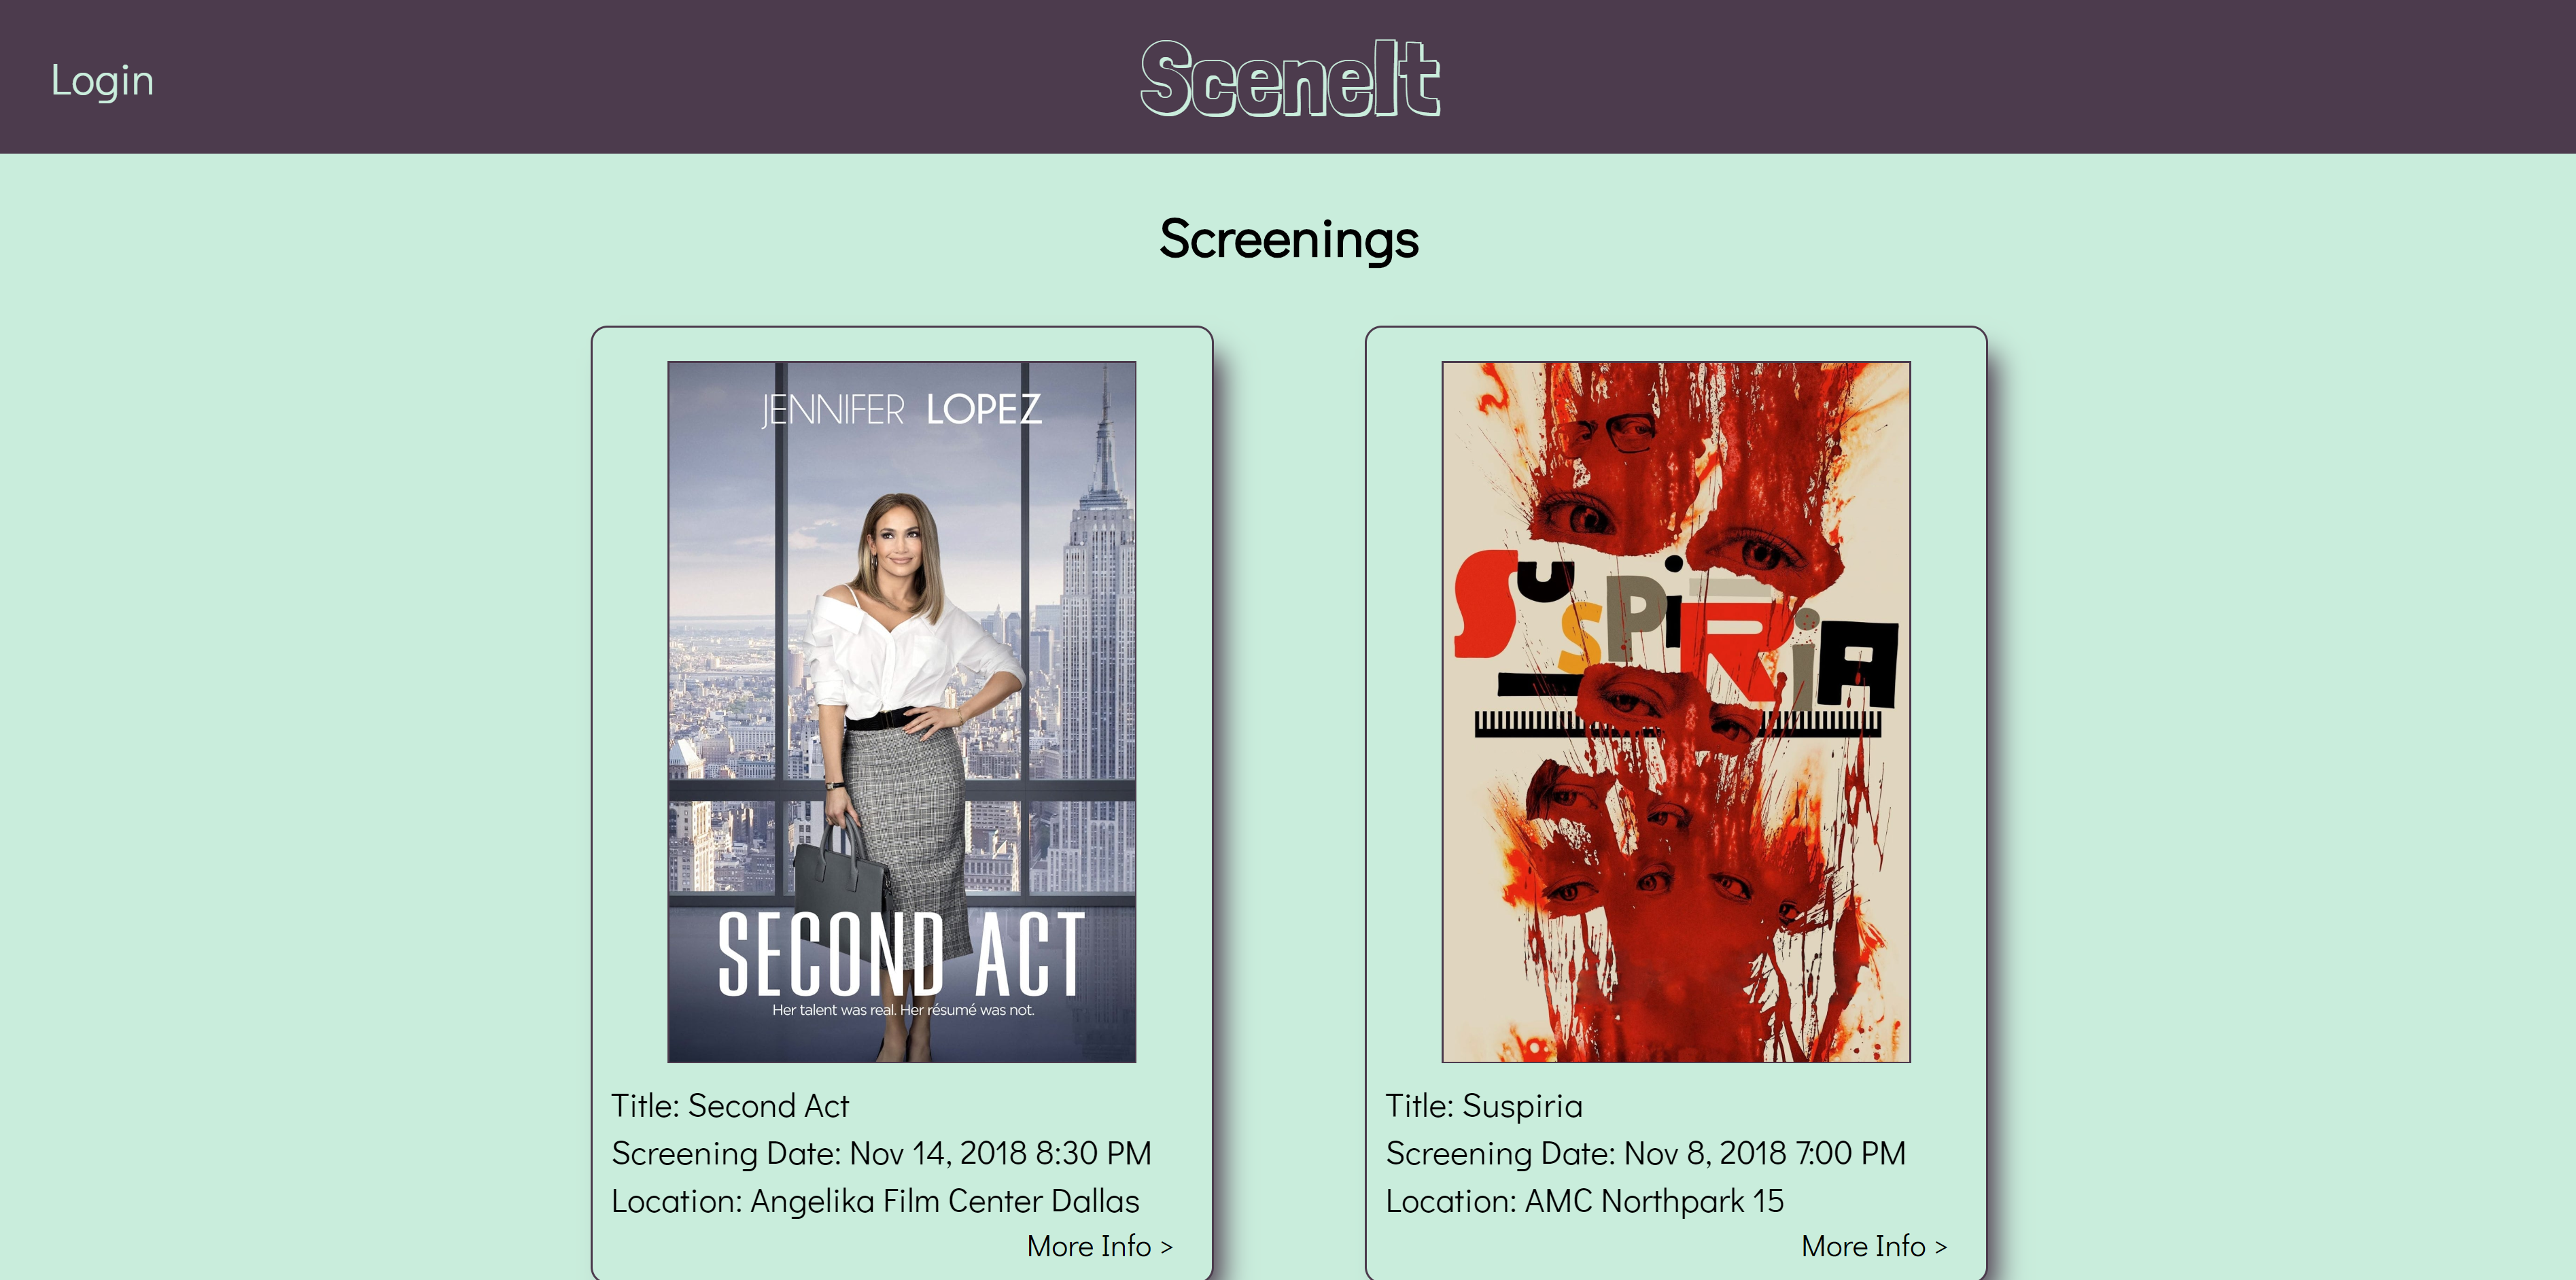 Login
SceneIt
Screenings
JENNIFER LOPEZ
SECOND ACT
Her talent was real. Her résumé was not.
Title: Second Act
Screening Date: Nov 14, 2018 8:30 PM
Location: Angelika Film Center Dallas
More Info >
SUSPiRiA
Title: Suspiria
Screening Date: Nov 8, 2018 7:00 PM
Location: AMC Northpark 15
More Info >